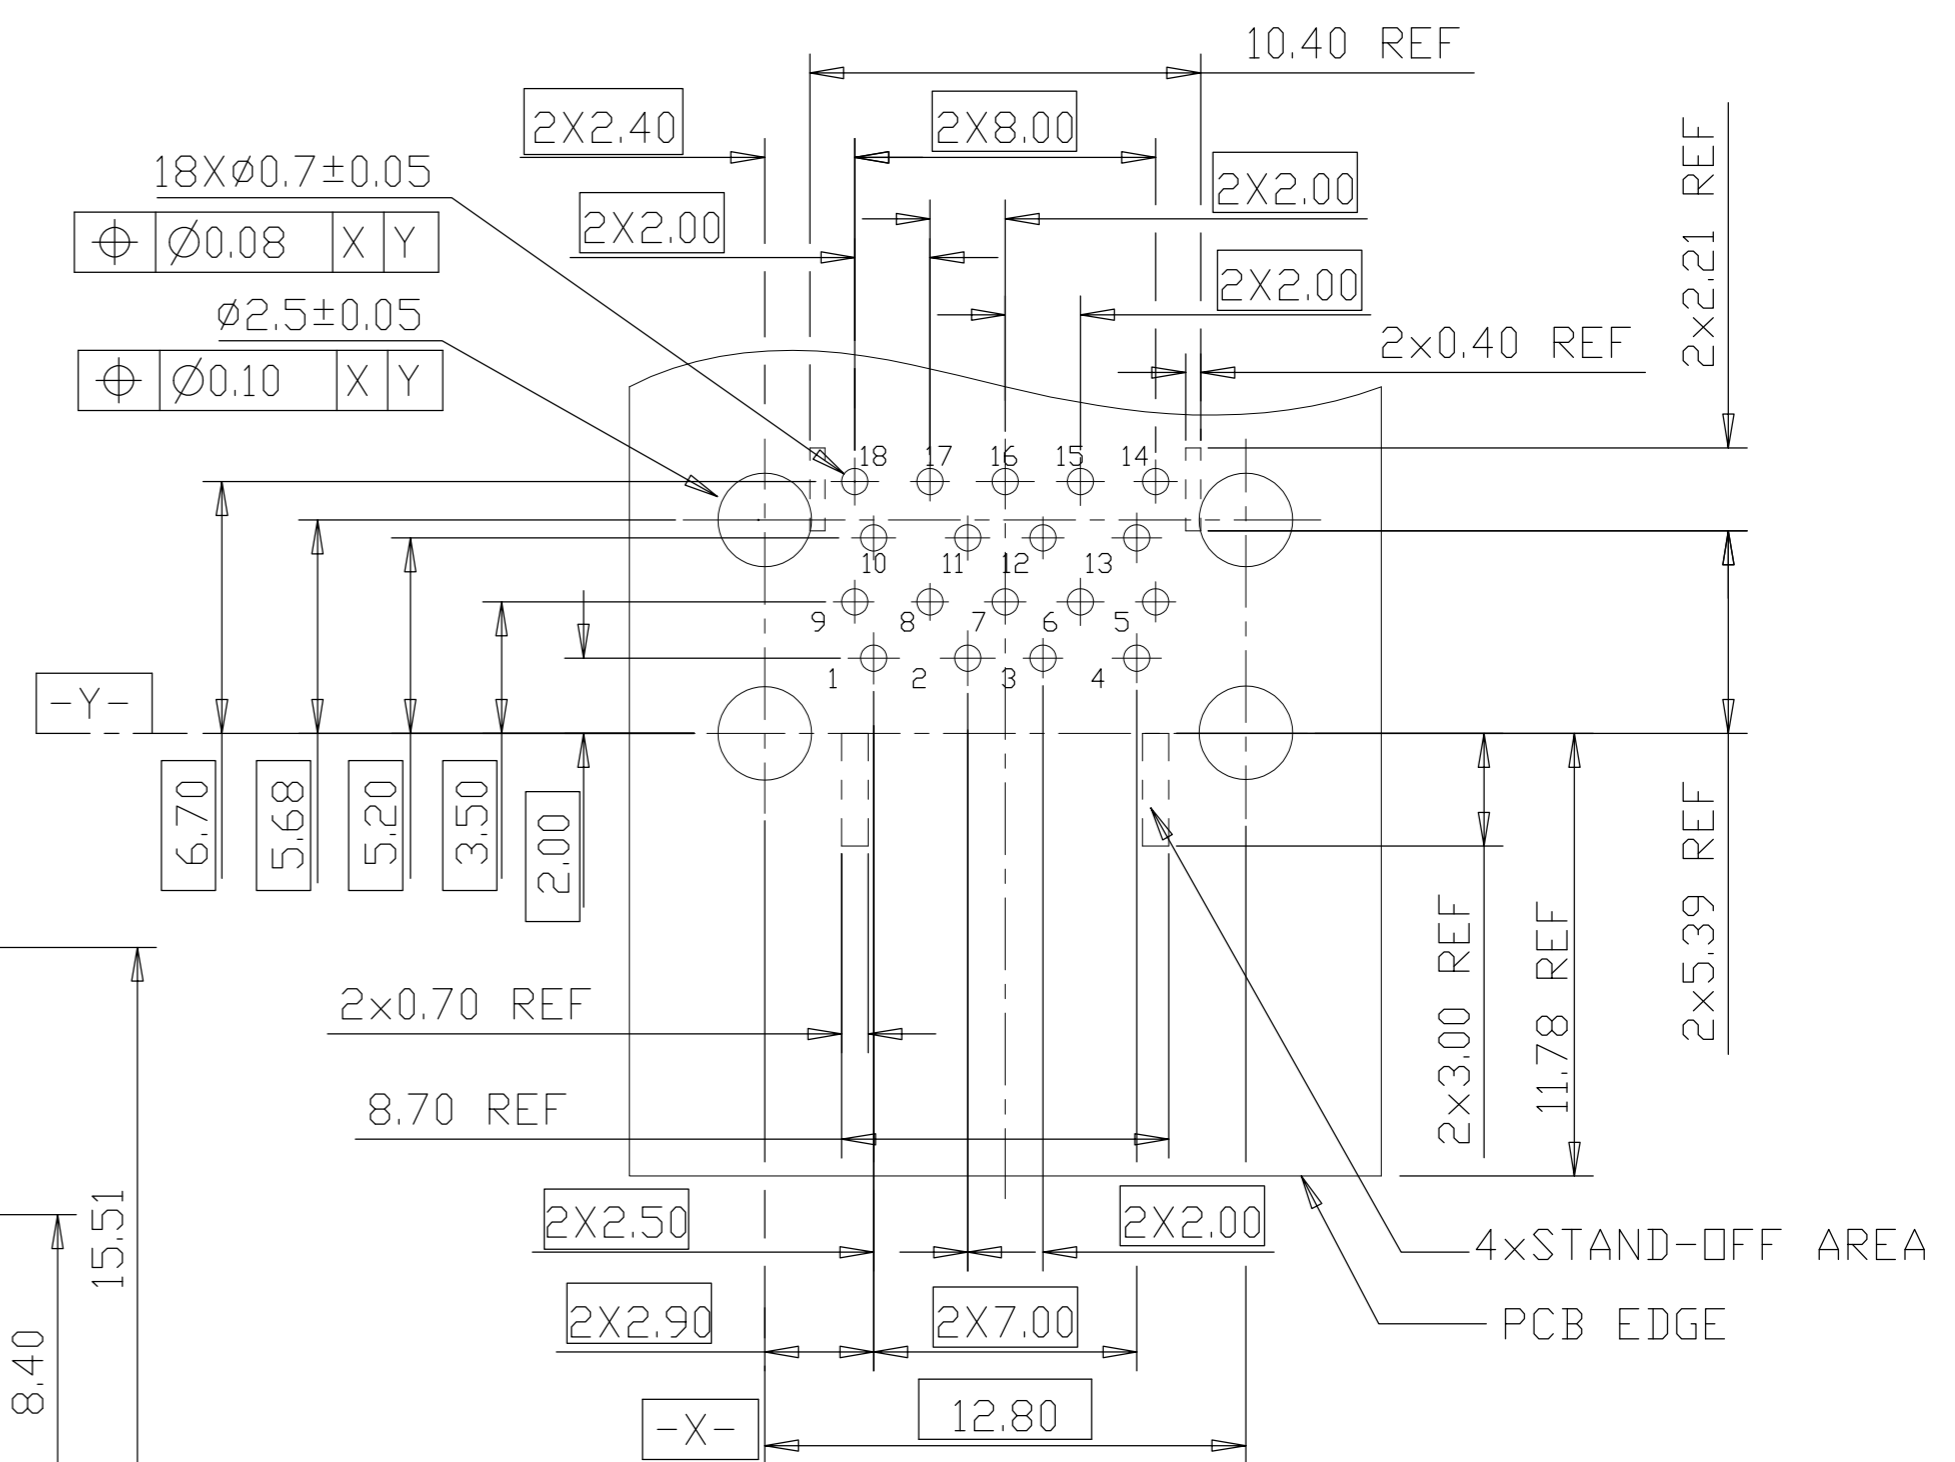 10.40 REF
2X2.40
2X8.00
18XØ0.7±0.05
2X2.00
2X2.00
⌖ Ø0.08 X Y
2X2.00
Ø2.5±0.05
2x0.40 REF
2x2.21 REF
⌖ Ø0.10 X Y
18 17 16 15 14
10 11 12 13
9 8 7 6 5
1 2 3 4
-Y-
6.70
5.68
5.20
3.50
2.00
2x0.70 REF
8.70 REF
2x3.00 REF
11.78 REF
2x5.39 REF
15.51
8.40
2X2.50
2X2.00
4xSTAND-OFF AREA
2X2.90
2X7.00
PCB EDGE
-X-
12.80